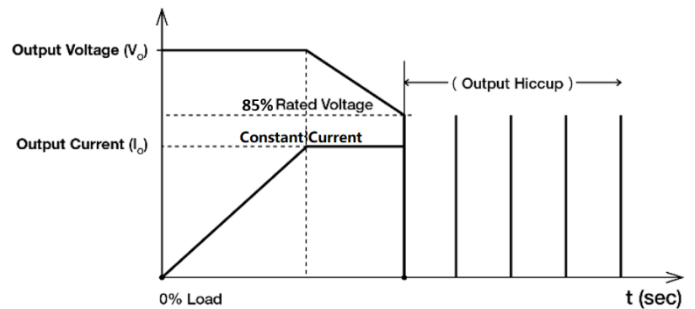 Output Voltage (Vo)
( Output Hiccup )
85% Rated Voltage
Constant Current
Output Current (Io)
0% Load
t (sec)